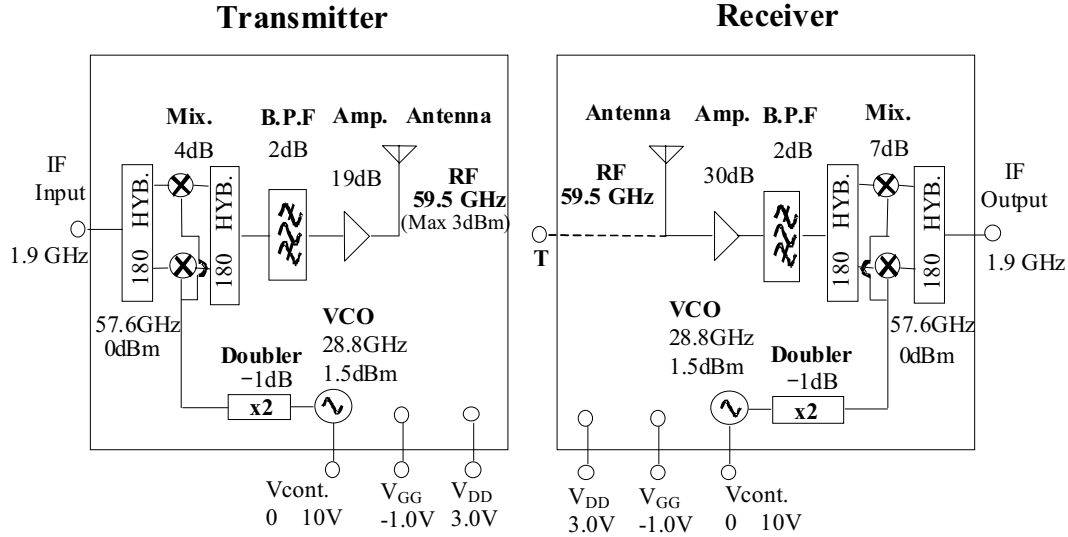 Transmitter
Receiver
Mix.
4dB
B.P.F
2dB
Amp.
19dB
Antenna
RF
59.5 GHz
(Max 3dBm)
IF
Input
1.9 GHz
180 HYB.
180 HYB.
57.6GHz
0dBm
Doubler
−1dB
x2
VCO
28.8GHz
1.5dBm
Vcont.
0 10V
VGG
-1.0V
VDD
3.0V
Antenna
RF
59.5 GHz
T
Amp.
30dB
B.P.F
2dB
Mix.
7dB
180 HYB.
180 HYB.
IF
Output
1.9 GHz
57.6GHz
0dBm
VCO
28.8GHz
1.5dBm
Doubler
−1dB
x2
VDD
3.0V
VGG
-1.0V
Vcont.
0 10V